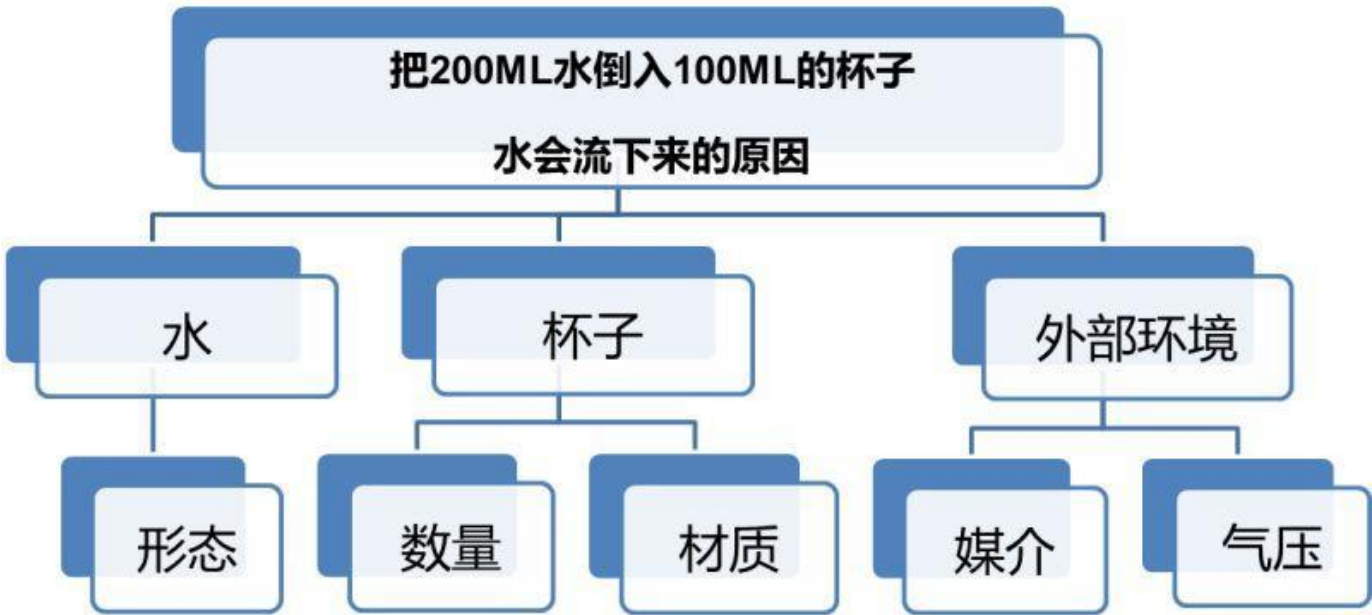 把200ML水倒入100ML的杯子
水会流下来的原因
水
杯子
外部环境
形态
数量
材质
媒介
气压